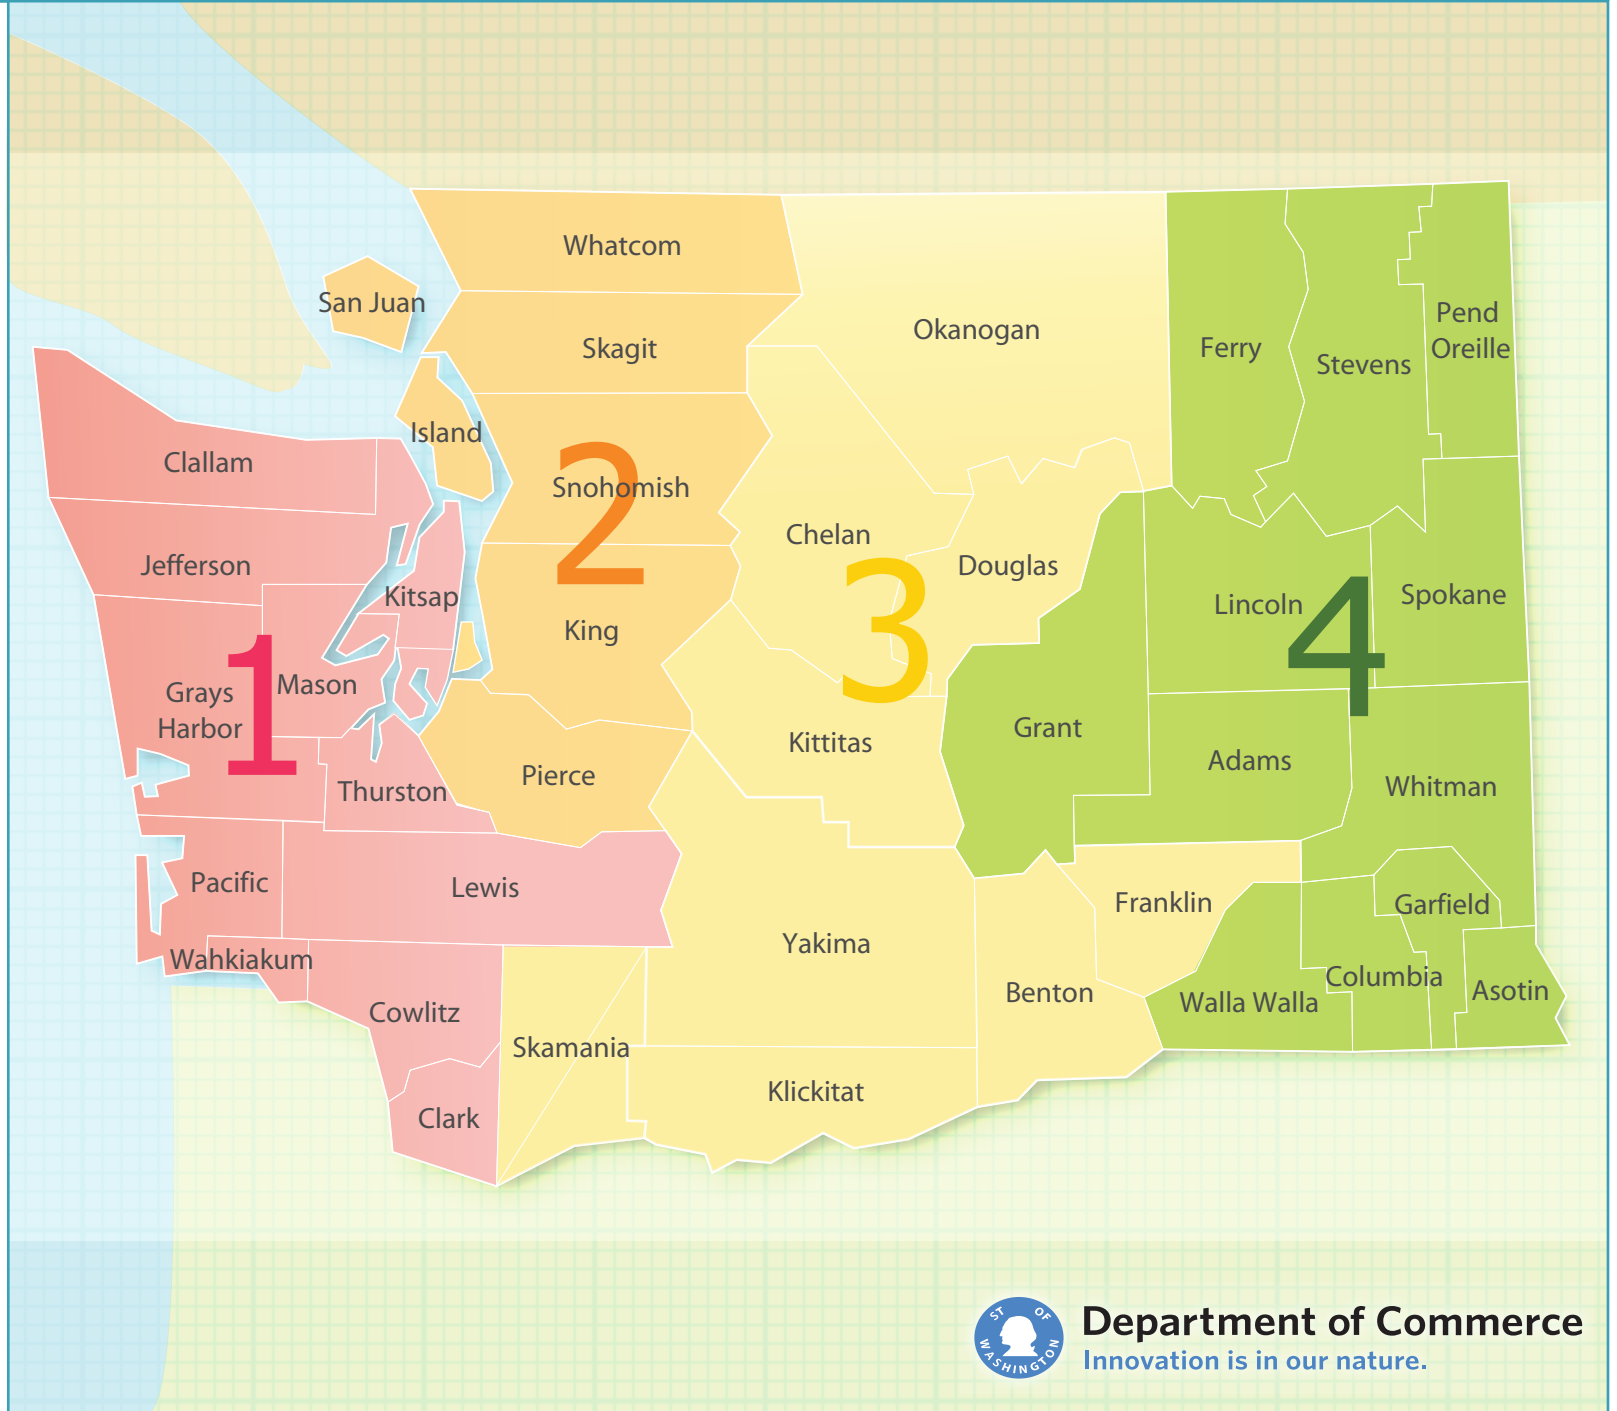 Whatcom
San Juan
Skagit
Okanogan
Ferry
Stevens
Pend
Oreille
Island
Clallam
2
Snohomish
Chelan
Douglas
Jefferson
Kitsap
King
3
Lincoln
4
Spokane
1
Mason
Grays
Harbor
Kittitas
Grant
Adams
Whitman
Pierce
Thurston
Pacific
Lewis
Franklin
Garfield
Yakima
Wahkiakum
Benton
Columbia
Asotin
Walla Walla
Cowlitz
Skamania
Klickitat
Clark
ST OF
WASHINGTON
Department of Commerce
Innovation is in our nature.